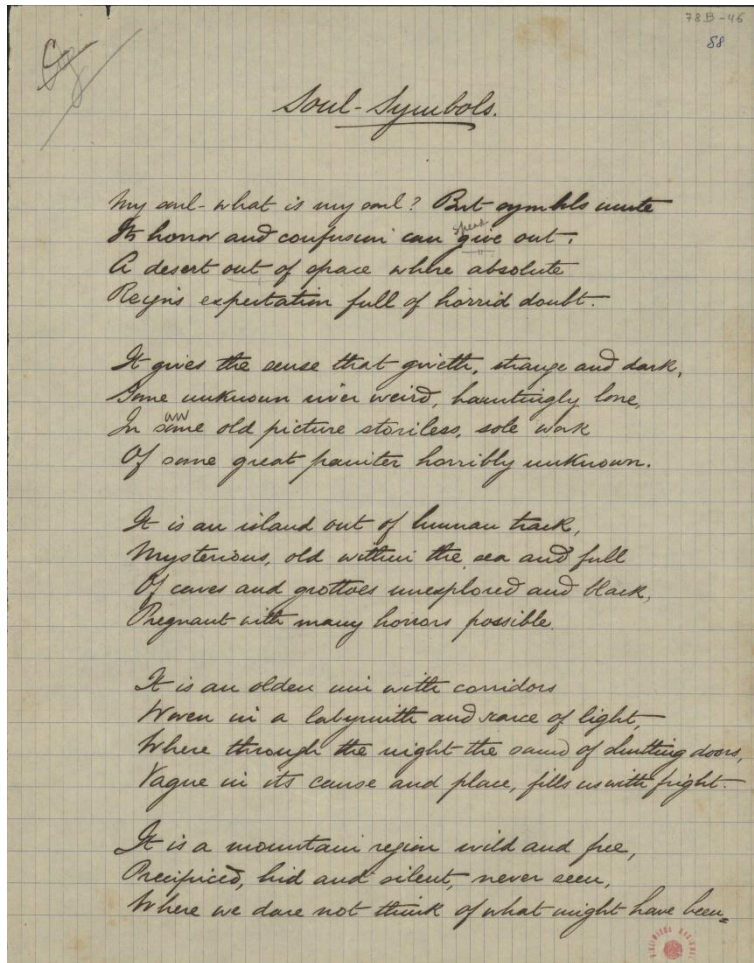 78B-46
58
Soul-Symbols.
My soul - what is my soul? But symbols mute
speak
Its horror and confusion can give out:
A desert out of space where absolute
Reigns expectation full of horrid doubt.
It gives the sense that giveth, strange and dark,
Some unknown river weird, hauntingly lone,
an
In some old picture storiless, sole work
Of some great painter horribly unknown.
It is an island out of human track,
Mysterious, old within the sea and full
Of caves and grottoes unexplored and black,
Pregnant with many horrors possible.
It is an olden inn with corridors
Woven in a labyrinth and scarce of light,
Where through the night the sound of shutting doors,
Vague in its cause and place, fills us with fright.
It is a mountain region wild and free,
Precipiced, hid and silent, never seen,
Where we dare not think of what might have been